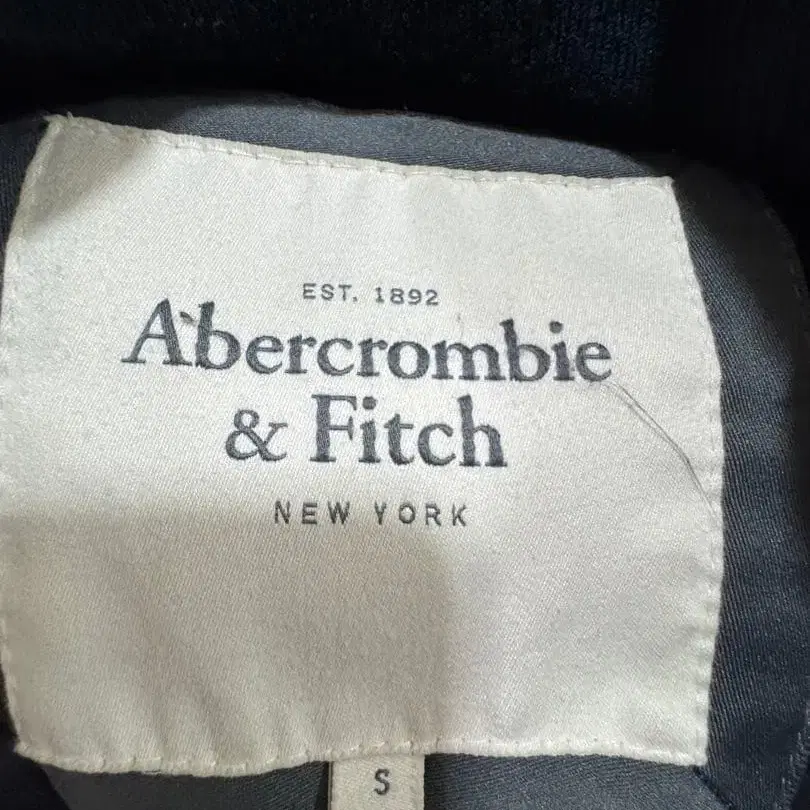 EST. 1892
Abercrombie
& Fitch
NEW YORK
S